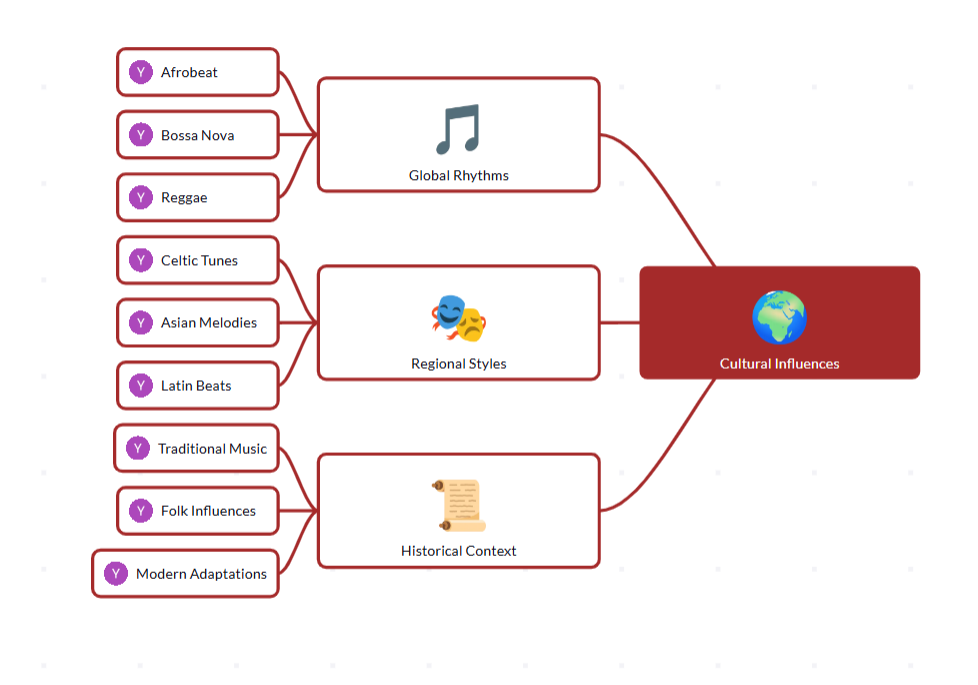 Y Afrobeat
Y Bossa Nova
Y Reggae
Global Rhythms
Y Celtic Tunes
Y Asian Melodies
Y Latin Beats
Regional Styles
Y Traditional Music
Y Folk Influences
Y Modern Adaptations
Historical Context
Cultural Influences